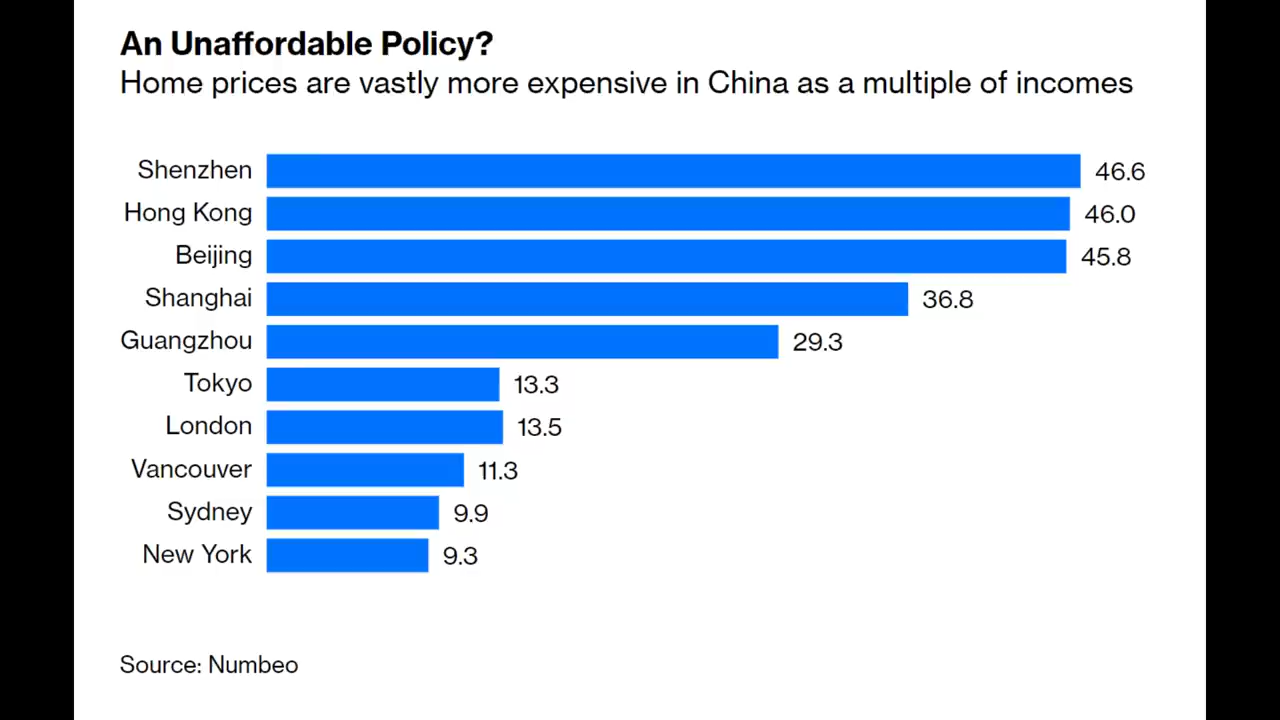 An Unaffordable Policy?
Home prices are vastly more expensive in China as a multiple of incomes
Shenzhen 46.6
Hong Kong 46.0
Beijing 45.8
Shanghai 36.8
Guangzhou 29.3
Tokyo 13.3
London 13.5
Vancouver 11.3
Sydney 9.9
New York 9.3
Source: Numbeo